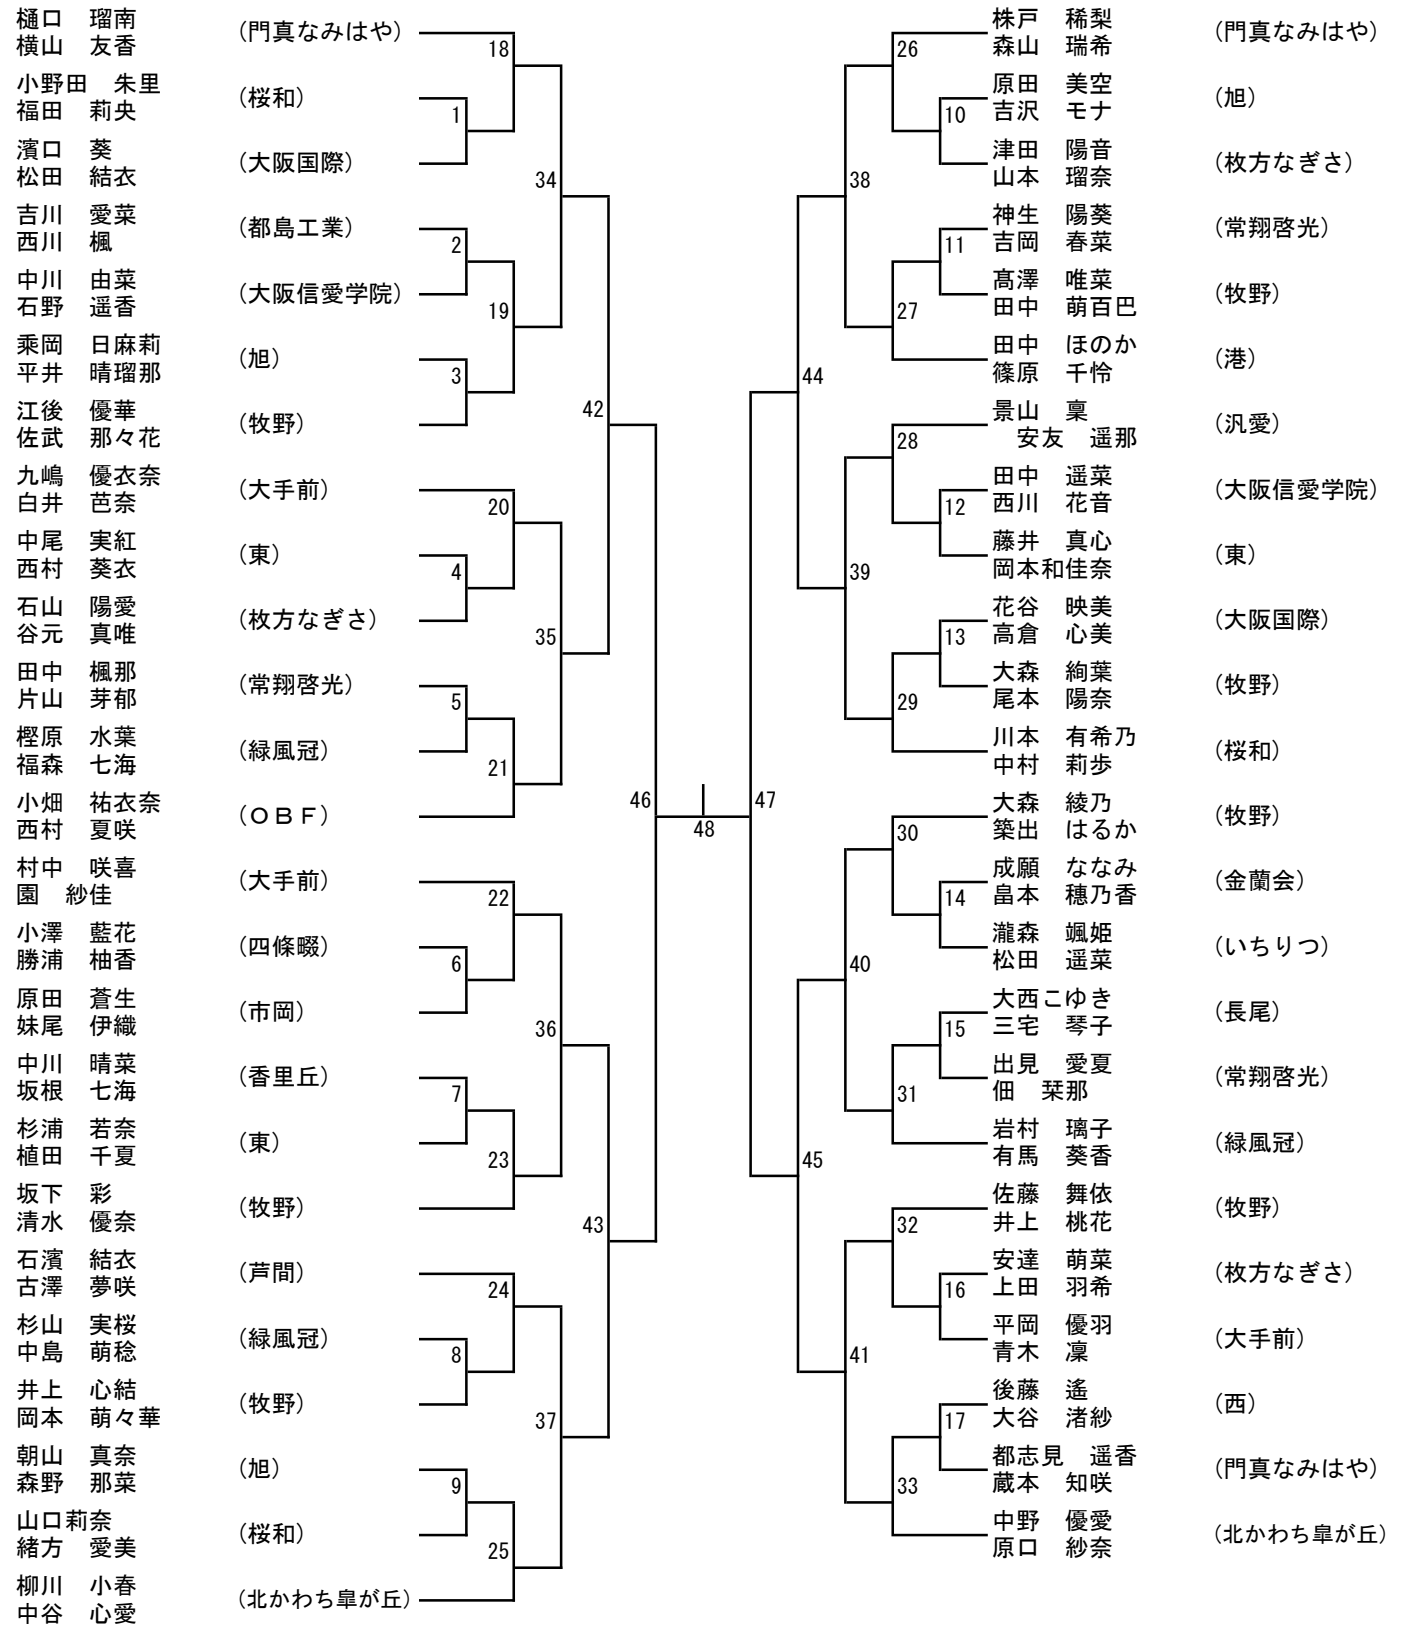 樋口　瑠南
横山　友香
(門真なみはや)
18
小野田　朱里
福田　莉央
(桜和)
1
濱口　葵
松田　結衣
(大阪国際)
34
吉川　愛菜
西川　楓
(都島工業)
2
中川　由菜
石野　遥香
(大阪信愛学院)
19
乘岡　日麻莉
平井　晴瑠那
(旭)
3
江後　優華
佐武　那々花
(牧野)
42
九嶋　優衣奈
白井　芭奈
(大手前)
20
中尾　実紅
西村　葵衣
(東)
4
石山　陽愛
谷元　真唯
(枚方なぎさ)
35
田中　楓那
片山　芽郁
(常翔啓光)
5
樫原　水葉
福森　七海
(緑風冠)
21
小畑　祐衣奈
西村　夏咲
(ＯＢＦ)
46
48
47
村中　咲喜
園　紗佳
(大手前)
22
小澤　藍花
勝浦　柚香
(四條畷)
6
原田　蒼生
妹尾　伊織
(市岡)
36
中川　晴菜
坂根　七海
(香里丘)
7
杉浦　若奈
植田　千夏
(東)
23
坂下　彩
清水　優奈
(牧野)
43
石濱　結衣
古澤　夢咲
(芦間)
24
杉山　実桜
中島　萌稔
(緑風冠)
8
井上　心結
岡本　萌々華
(牧野)
37
朝山　真奈
森野　那菜
(旭)
9
山口莉奈
緒方　愛美
(桜和)
25
柳川　小春
中谷　心愛
(北かわち皐が丘)
株戸　稀梨
森山　瑞希
(門真なみはや)
26
原田　美空
吉沢　モナ
(旭)
10
津田　陽音
山本　瑠奈
(枚方なぎさ)
38
神生　陽葵
吉岡　春菜
(常翔啓光)
11
髙澤　唯菜
田中　萌百巴
(牧野)
27
田中　ほのか
篠原　千怜
(港)
44
景山　稟
安友　遥那
(汎愛)
28
田中　遥菜
西川　花音
(大阪信愛学院)
12
藤井　真心
岡本和佳奈
(東)
39
花谷　映美
高倉　心美
(大阪国際)
13
大森　絢葉
尾本　陽奈
(牧野)
29
川本　有希乃
中村　莉歩
(桜和)
大森　綾乃
築出　はるか
(牧野)
30
成願　ななみ
畠本　穗乃香
(金蘭会)
14
瀧森　颯姫
松田　遥菜
(いちりつ)
40
大西こゆき
三宅　琴子
(長尾)
15
出見　愛夏
佃　栞那
(常翔啓光)
31
岩村　璃子
有馬　葵香
(緑風冠)
45
佐藤　舞依
井上　桃花
(牧野)
32
安達　萌菜
上田　羽希
(枚方なぎさ)
16
平岡　優羽
青木　凜
(大手前)
41
後藤　遙
大谷　渚紗
(西)
17
都志見　遥香
蔵本　知咲
(門真なみはや)
33
中野　優愛
原口　紗奈
(北かわち皐が丘)